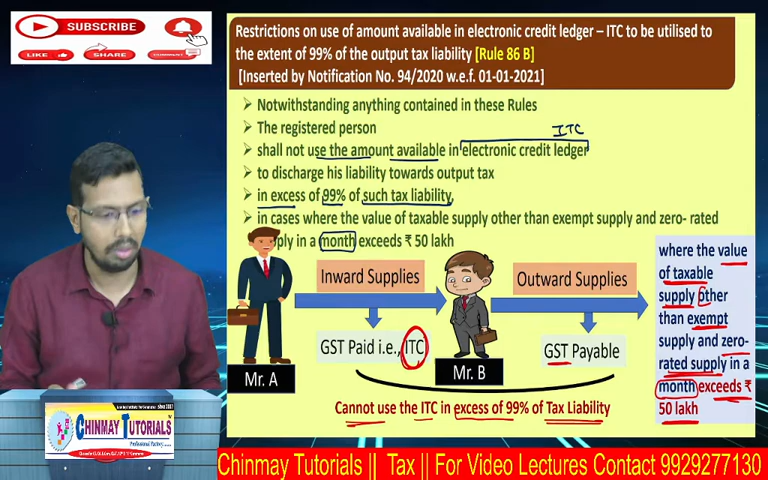 SUBSCRIBE
LIKE
SHARE
Restrictions on use of amount available in electronic credit ledger – ITC to be utilised to
the extent of 99% of the output tax liability [Rule 86 B]
[Inserted by Notification No. 94/2020 w.e.f. 01-01-2021]
Notwithstanding anything contained in these Rules
The registered person
ITC
shall not use the amount available in electronic credit ledger
to discharge his liability towards output tax
in excess of 99% of such tax liability,
in cases where the value of taxable supply other than exempt supply and zero- rated
ply in a month exceeds ₹ 50 lakh
Inward Supplies
Outward Supplies
GST Paid i.e., ITC
GST Payable
Mr. A
Mr. B
Cannot use the ITC in excess of 99% of Tax Liability
where the value
of taxable
supply other
than exempt
supply and zero-
rated supply in a
month exceeds ₹
50 lakh
CHINMAY TUTORIALS
Chinmay Tutorials || Tax || For Video Lectures Contact 9929277130